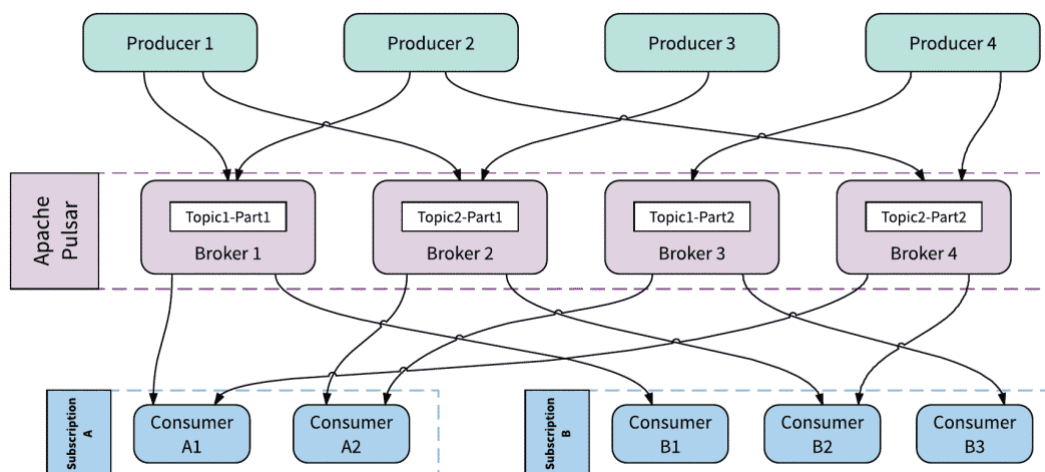 Producer 1
Producer 2
Producer 3
Producer 4
Apache
Pulsar
Topic1-Part1
Broker 1
Topic2-Part1
Broker 2
Topic1-Part2
Broker 3
Topic2-Part2
Broker 4
Subscription
A
Consumer
A1
Consumer
A2
Subscription
B
Consumer
B1
Consumer
B2
Consumer
B3